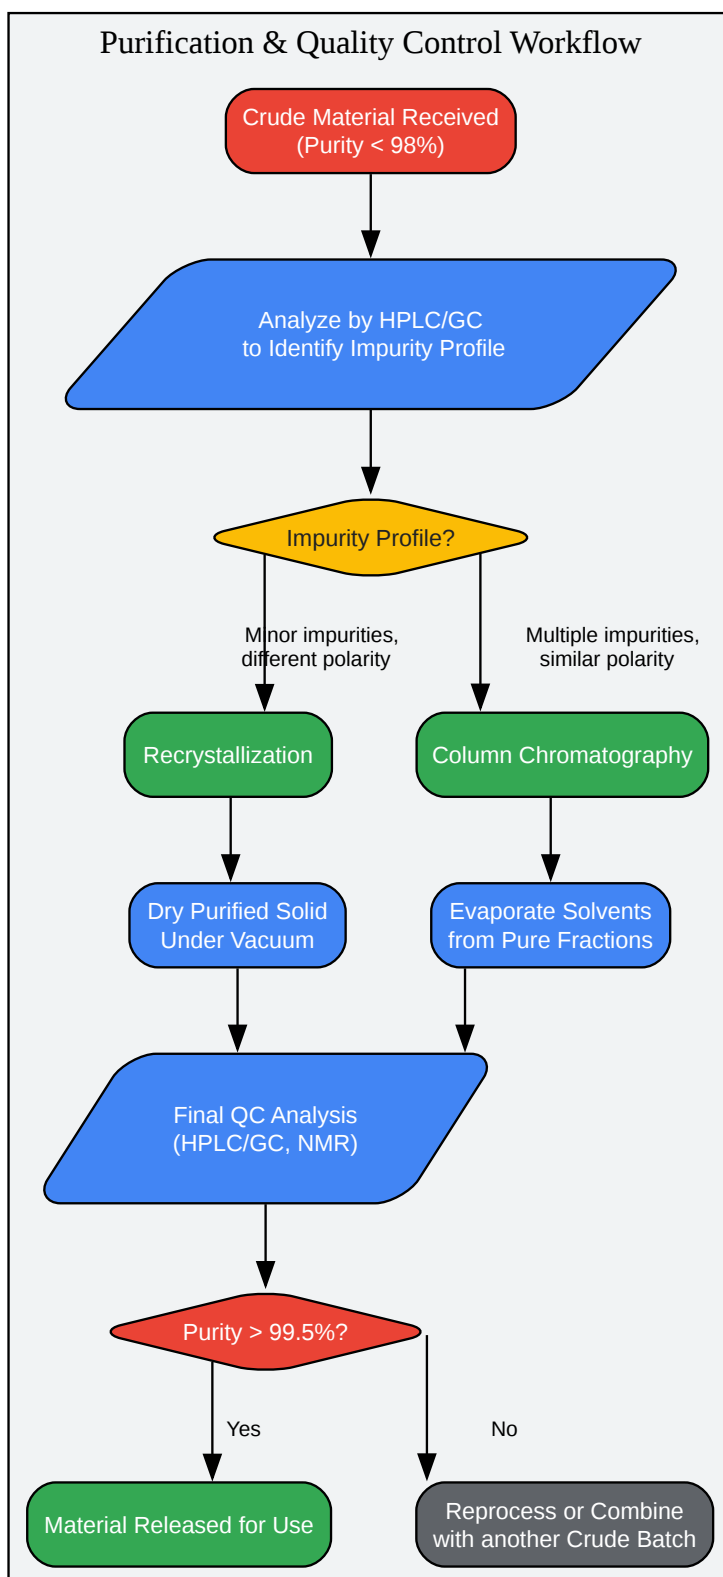 Purification & Quality Control Workflow
Crude Material Received
(Purity < 98%)
Analyze by HPLC/GC
to Identify Impurity Profile
Impurity Profile?
Minor impurities,
different polarity
Multiple impurities,
similar polarity
Recrystallization
Column Chromatography
Dry Purified Solid
Under Vacuum
Evaporate Solvents
from Pure Fractions
Final QC Analysis
(HPLC/GC, NMR)
Purity > 99.5%?
Yes
No
Material Released for Use
Reprocess or Combine
with another Crude Batch